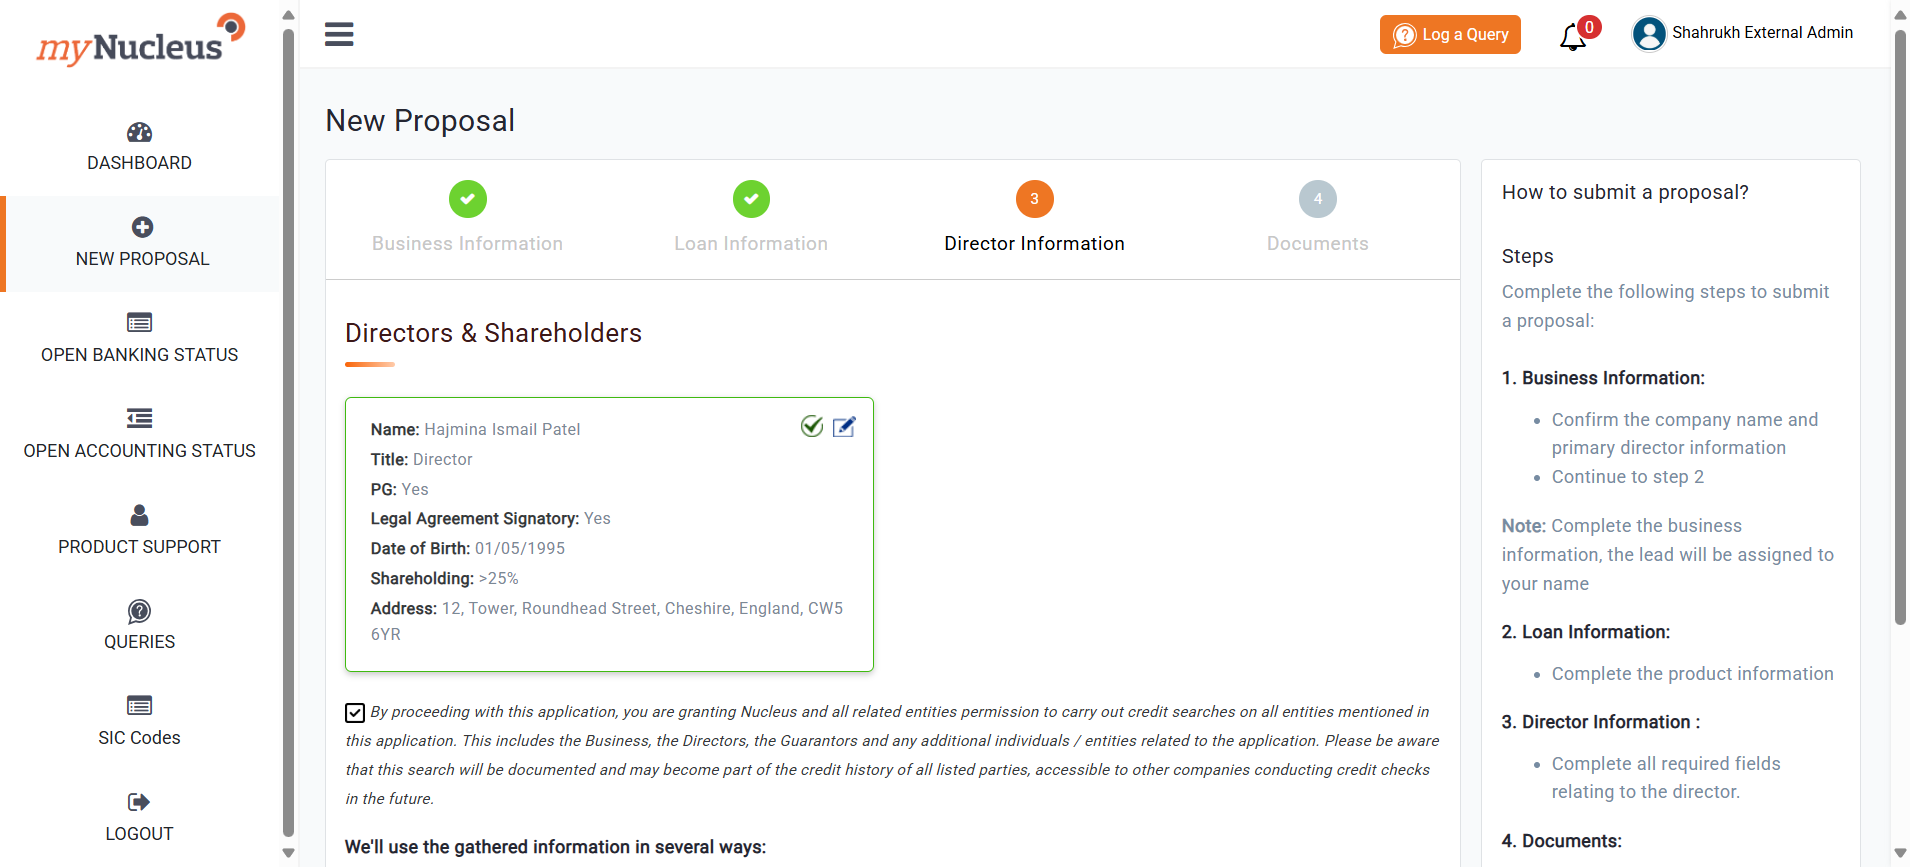 myNucleus
DASHBOARD
NEW PROPOSAL
OPEN BANKING STATUS
OPEN ACCOUNTING STATUS
PRODUCT SUPPORT
QUERIES
SIC Codes
LOGOUT
Log a Query
0
Shahrukh External Admin
New Proposal
Business Information
Loan Information
3
Director Information
4
Documents
Directors & Shareholders
Name: Hajmina Ismail Patel
Title: Director
PG: Yes
Legal Agreement Signatory: Yes
Date of Birth: 01/05/1995
Shareholding: >25%
Address: 12, Tower, Roundhead Street, Cheshire, England, CW5
6YR
By proceeding with this application, you are granting Nucleus and all related entities permission to carry out credit searches on all entities mentioned in
this application. This includes the Business, the Directors, the Guarantors and any additional individuals / entities related to the application. Please be aware
that this search will be documented and may become part of the credit history of all listed parties, accessible to other companies conducting credit checks
in the future.
We'll use the gathered information in several ways:
How to submit a proposal?
Steps
Complete the following steps to submit
a proposal:
1. Business Information:
• Confirm the company name and
primary director information
• Continue to step 2
Note: Complete the business
information, the lead will be assigned to
your name
2. Loan Information:
• Complete the product information
3. Director Information :
• Complete all required fields
relating to the director.
4. Documents: